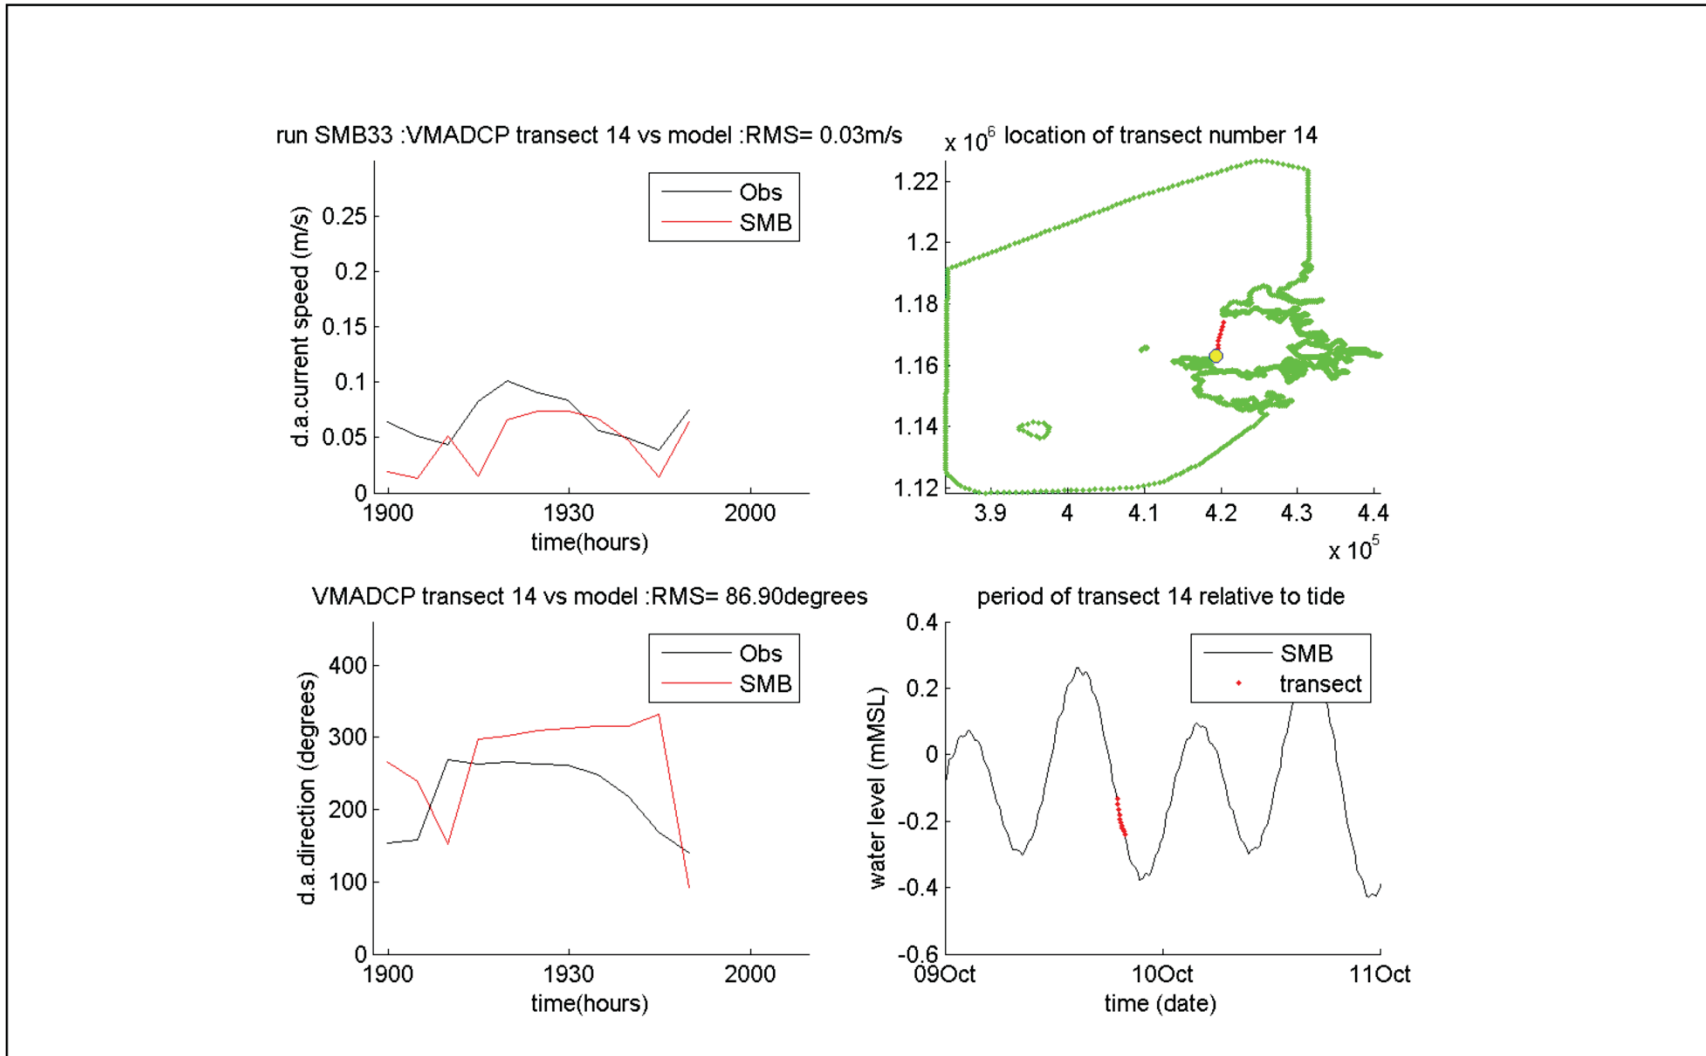 run SMB33 :VMADCP transect 14 vs model :RMS= 0.03m/s
Obs
SMB
0.25
0.2
0.15
0.1
0.05
0
d.a.current speed (m/s)
1900
1930
2000
time(hours)
x 10^6
location of transect number 14
1.22
1.2
1.18
1.16
1.14
1.12
3.9
4
4.1
4.2
4.3
4.4
x 10^5
VMADCP transect 14 vs model :RMS= 86.90degrees
Obs
SMB
400
300
200
100
0
d.a.direction (degrees)
1900
1930
2000
time(hours)
period of transect 14 relative to tide
SMB
transect
0.4
0.2
0
-0.2
-0.4
-0.6
water level (mMSL)
09Oct
10Oct
11Oct
time (date)